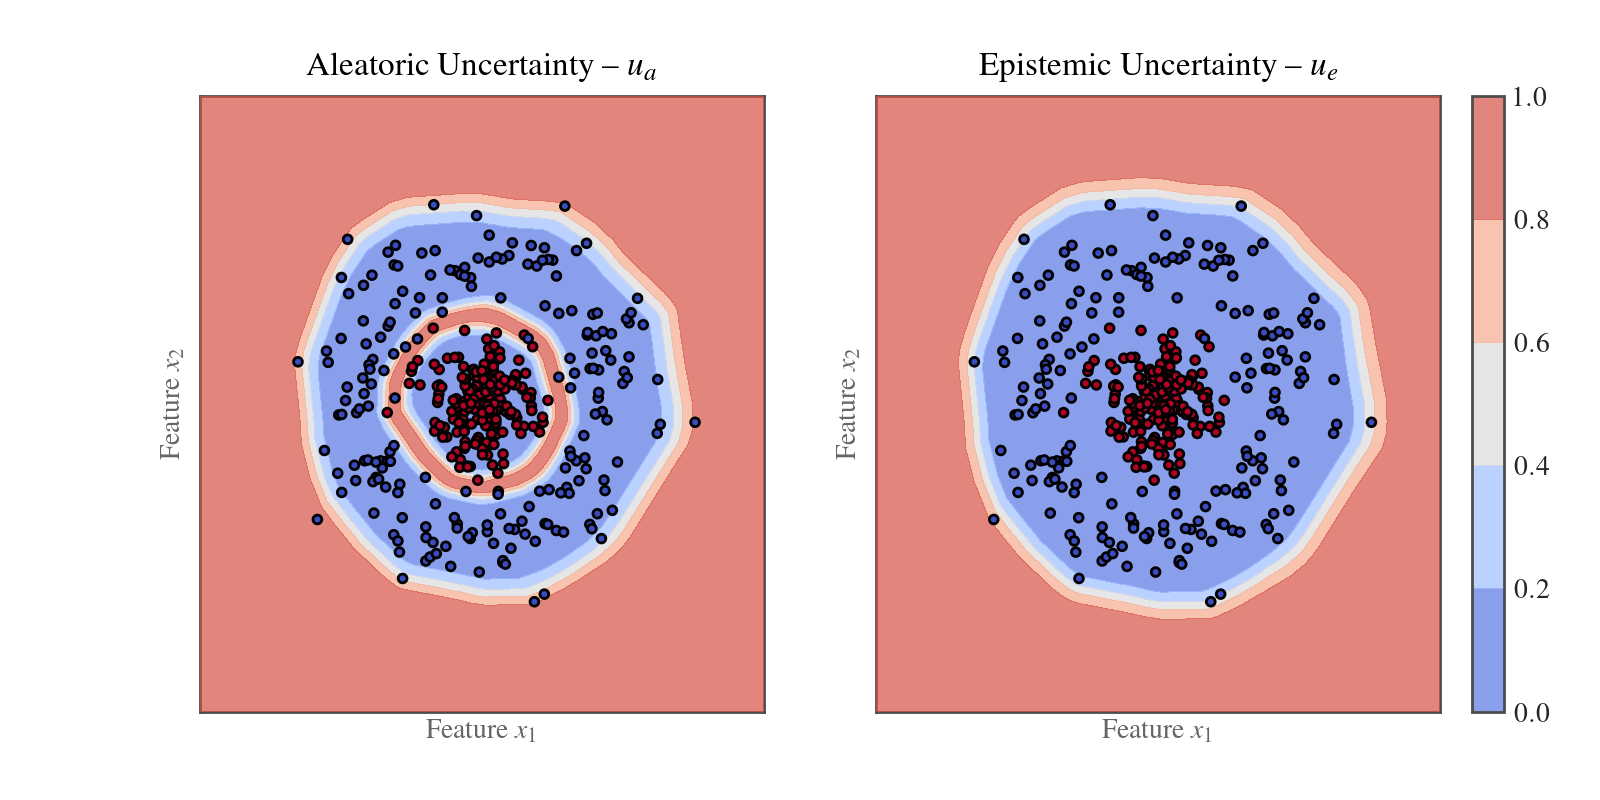 Aleatoric Uncertainty – u_a
Epistemic Uncertainty – u_e
Feature x_2
Feature x_1
Feature x_2
Feature x_1
1.0
0.8
0.6
0.4
0.2
0.0